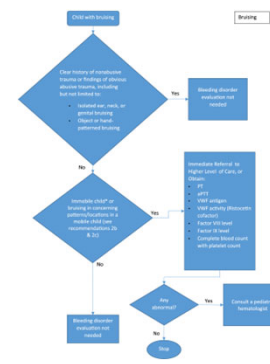 Bruising
Child with bruising
Clear history of nonabusive
trauma or findings of obvious
abusive trauma, including
but not limited to:
• Isolated ear, neck, or
genital bruising
• Object or hand-
patterned bruising
Yes
Bleeding disorder
evaluation not
needed
No
Immobile child* or
bruising in concerning
patterns/locations in a
mobile child (see
recommendations 2b
& 2c)
Yes
Immediate Referral to
Higher Level of Care, or
Obtain:
• PT
• aPTT
• VWF antigen
• VWF activity (Ristocetin
cofactor)
• Factor VIII level
• Factor IX level
• Complete blood count
with platelet count
No
Bleeding disorder
evaluation not
needed
Any
abnormal?
Yes
Consult a pediatric
hematologist
No
Stop